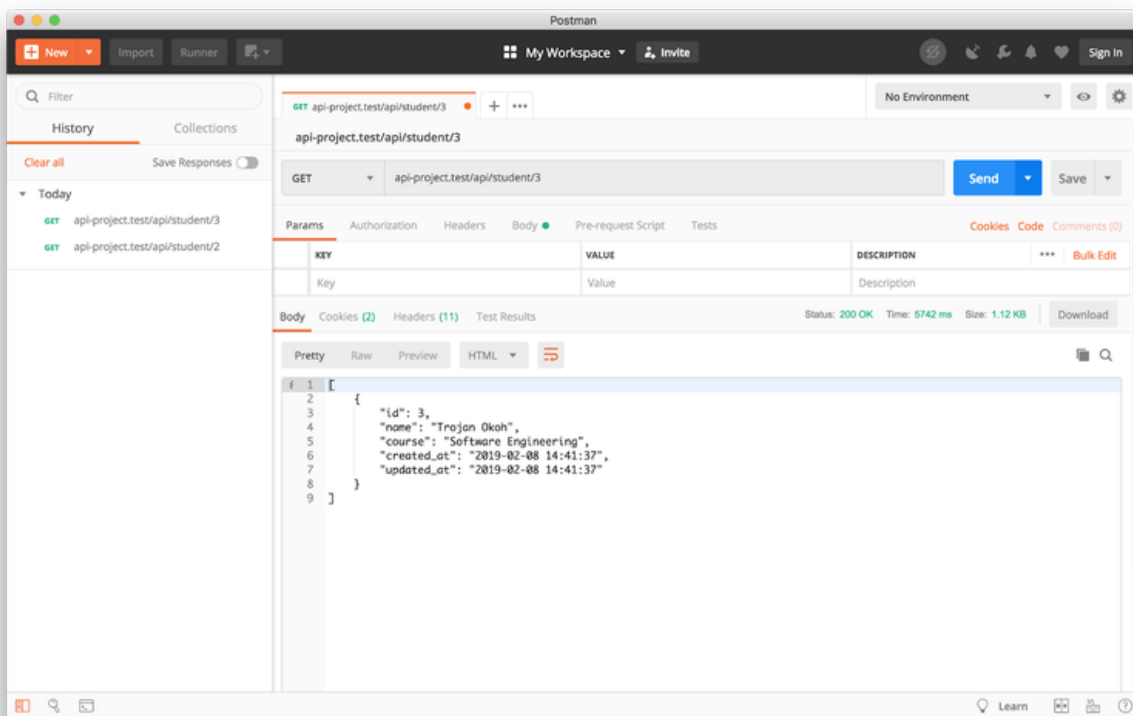 Postman
New Import Runner My Workspace Invite Sign In
Filter
History Collections
Clear all Save Responses
Today
GET api-project.test/api/student/3
GET api-project.test/api/student/2
GET api-project.test/api/student/3 + •••
No Environment
api-project.test/api/student/3
GET api-project.test/api/student/3 Send Save
Params Authorization Headers Body Pre-request Script Tests Cookies Code Comments (0)
KEY VALUE DESCRIPTION ••• Bulk Edit
Key Value Description
Body Cookies (2) Headers (11) Test Results Status: 200 OK Time: 5742 ms Size: 1.12 KB Download
Pretty Raw Preview HTML
i 1 [
2 {
3 "id": 3,
4 "name": "Trojan Okoh",
5 "course": "Software Engineering",
6 "created_at": "2019-02-08 14:41:37",
7 "updated_at": "2019-02-08 14:41:37"
8 }
9 ]
Learn